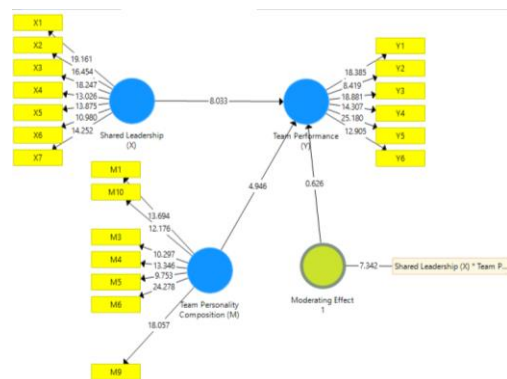 X1
X2
X3
X4
X5
X6
X7
19.161
16.454
18.247
13.026
13.875
10.980
14.252
Shared Leadership
(X)
8.033
Team Performance
(Y)
18.385
8.419
18.881
14.307
25.180
12.905
Y1
Y2
Y3
Y4
Y5
Y6
4.946
0.626
M1
M10
M3
M4
M5
M6
M9
13.694
12.176
10.297
13.346
9.753
24.278
18.057
Team Personality
Composition (M)
Moderating Effect
1
7.342
Shared Leadership (X) * Team P...